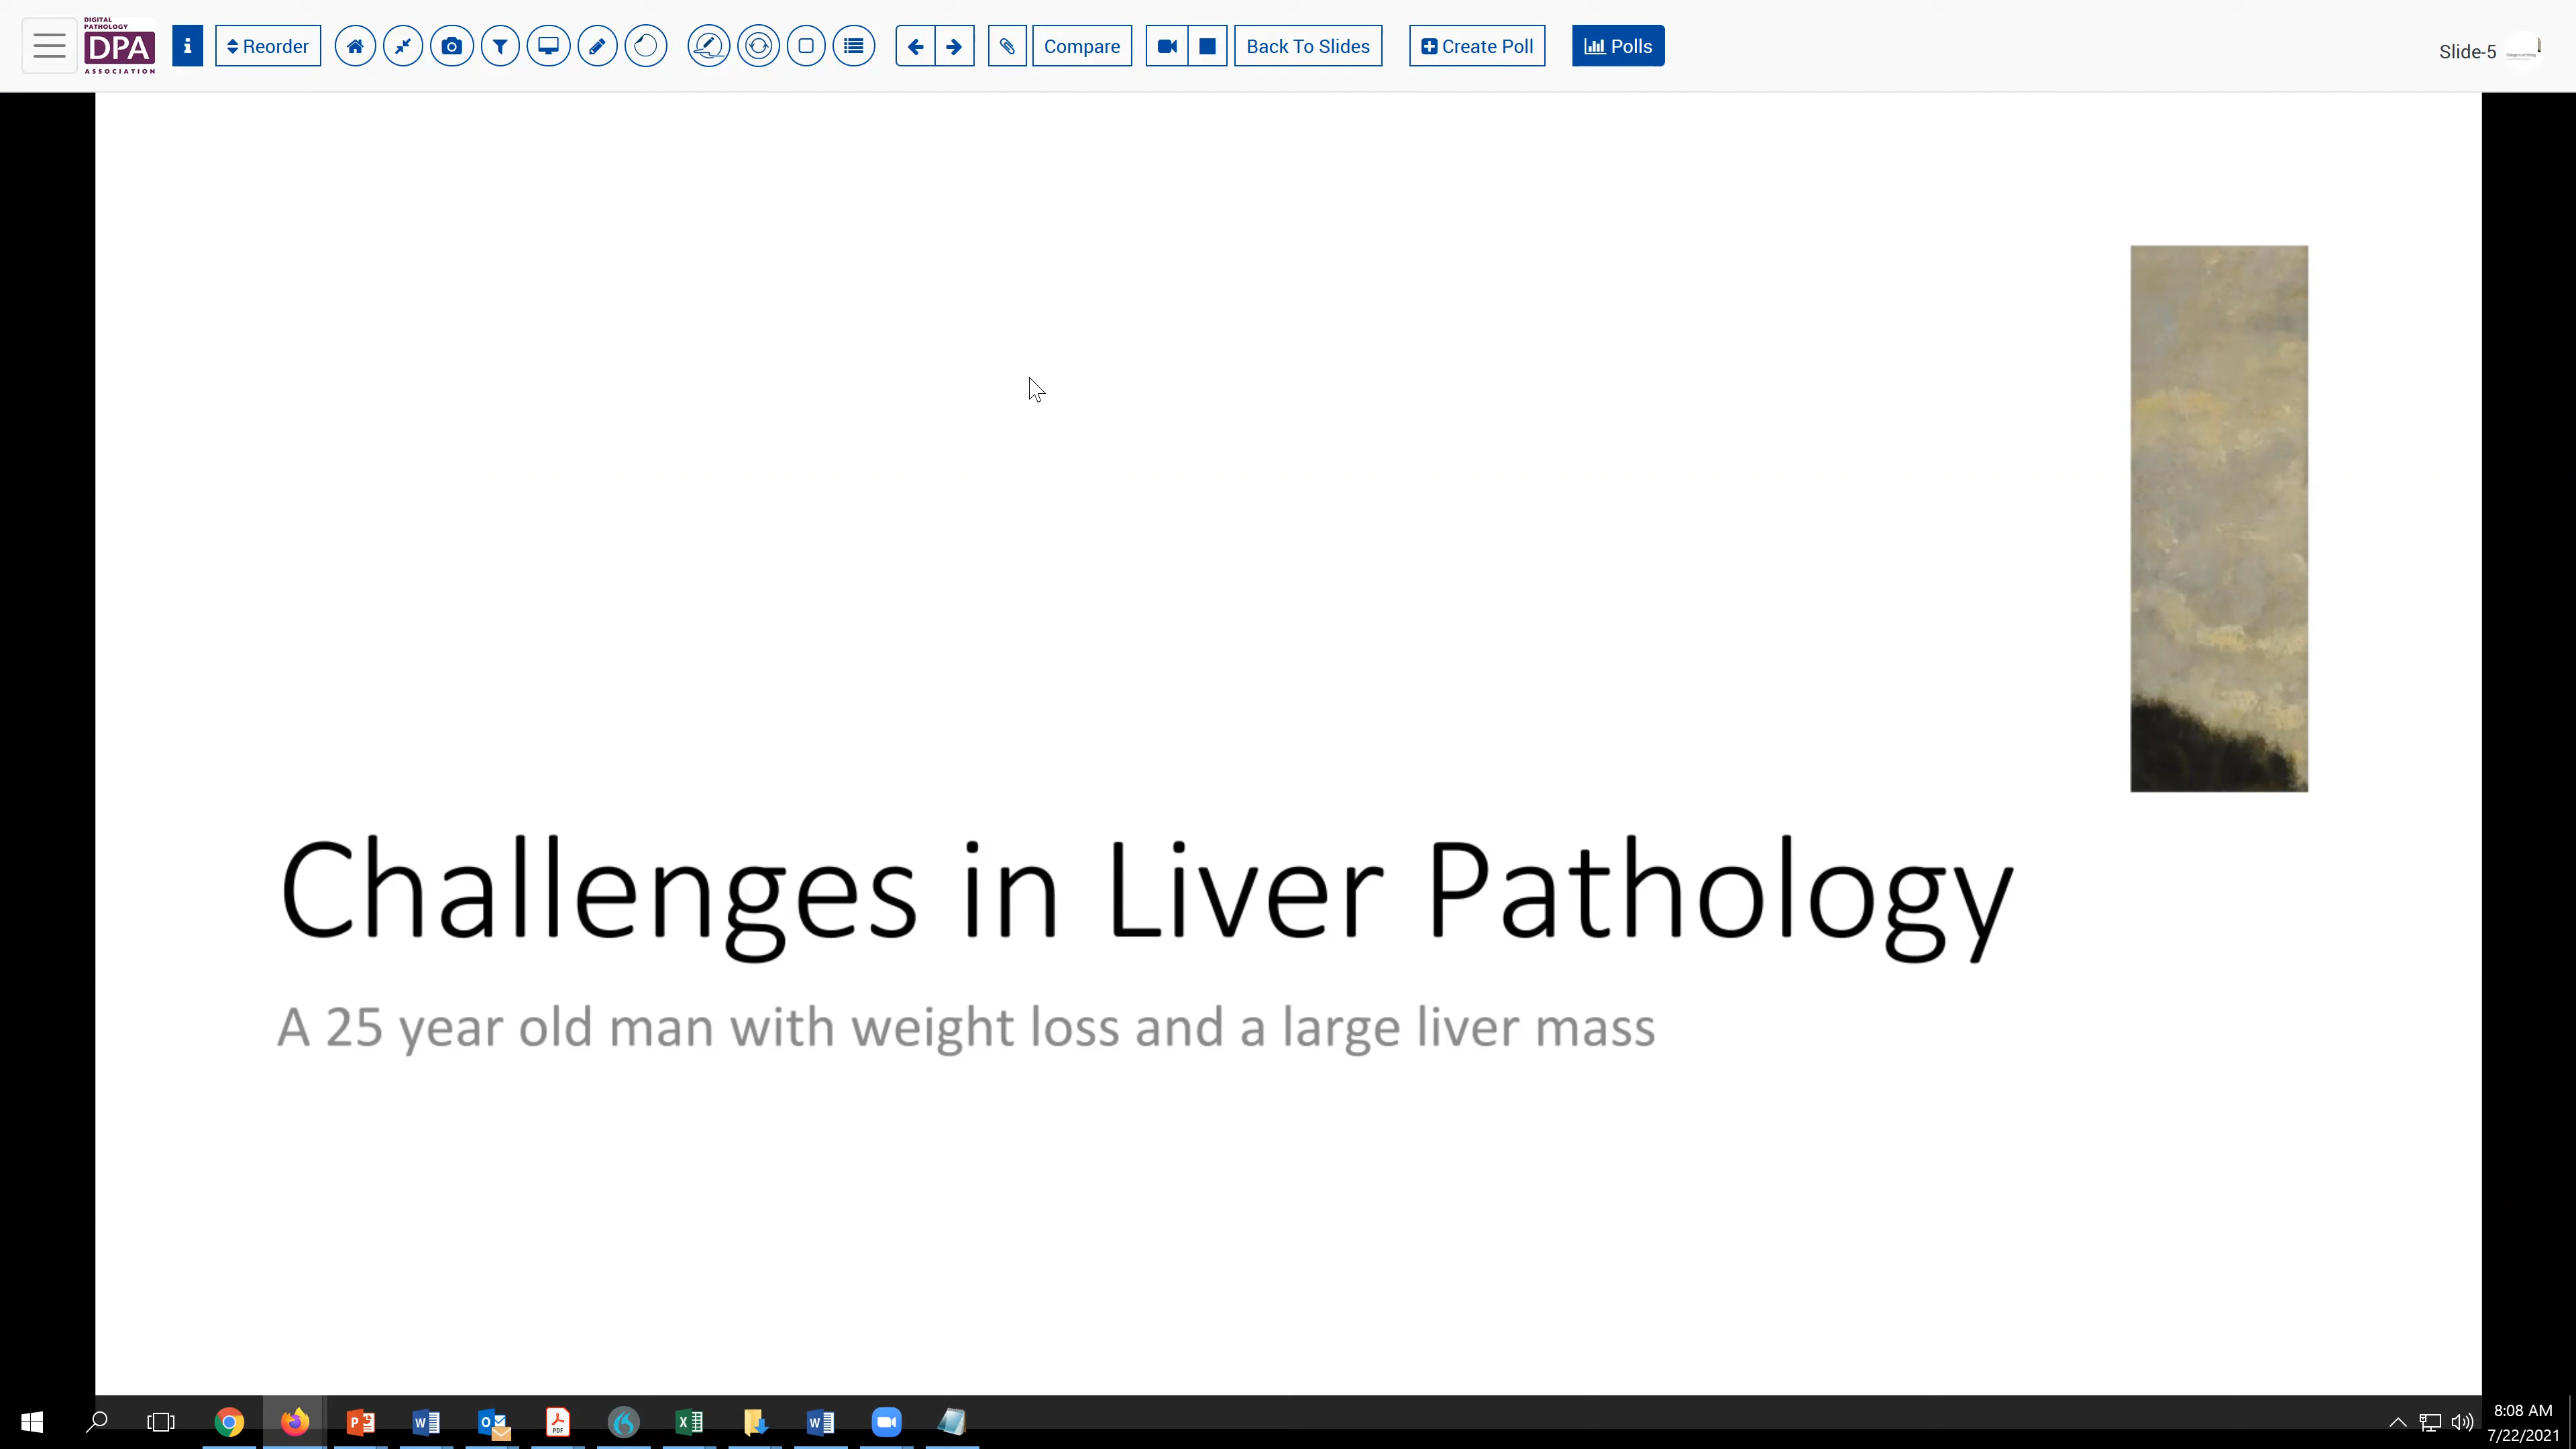 DIGITAL
PATHOLOGY
DPA
ASSOCIATION
i
Reorder
Compare
Back To Slides
Create Poll
Polls
Slide-5
Challenges in Liver Pathology
A 25 year old man with weight loss and a large liver mass
8:08 AM
7/22/2021